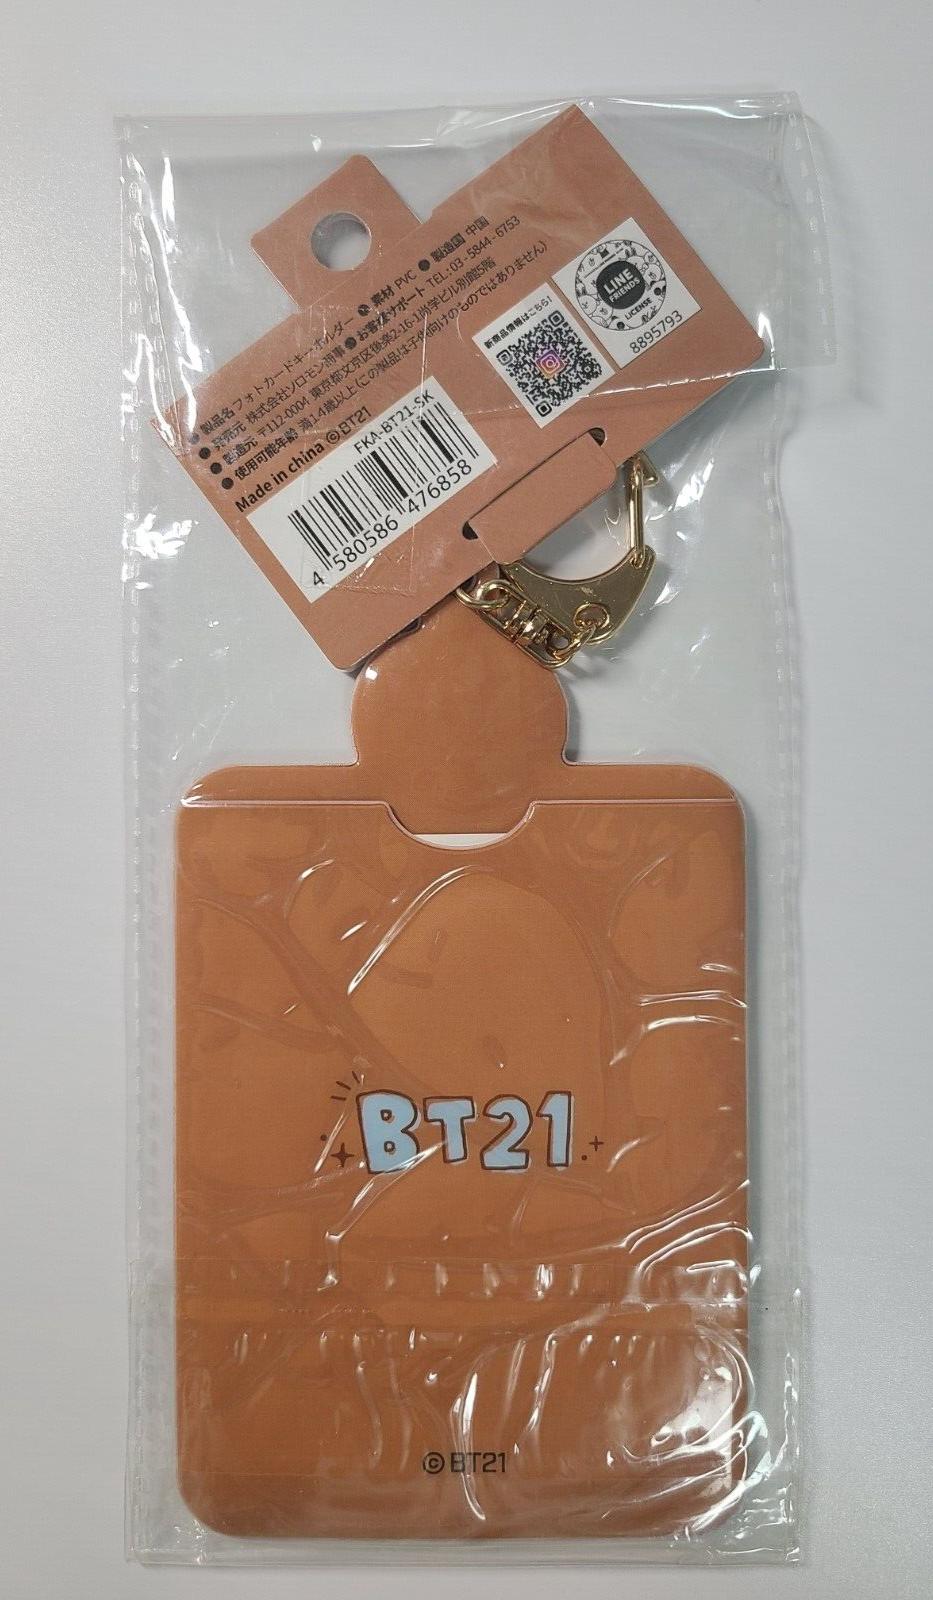 ● 製品名 フォトカードキーホルダー ● 素材 PVC ● 製造国 中国
● 発売元 株式会社ソロモン商事 ● お客様サポート TEL:03-5844-6753
● 製造元 〒112-0004 東京都文京区後楽2-16-1尚学ビル別館5階
● 使用可能年齢 満14歳以上(この製品は子供向けのものではありません)
Made in china ©BT21
FKA-BT21-SK
4 580586 476858
新商品情報はこちら!
LINE
FRIENDS
LICENSE
8895793
BT21
©BT21